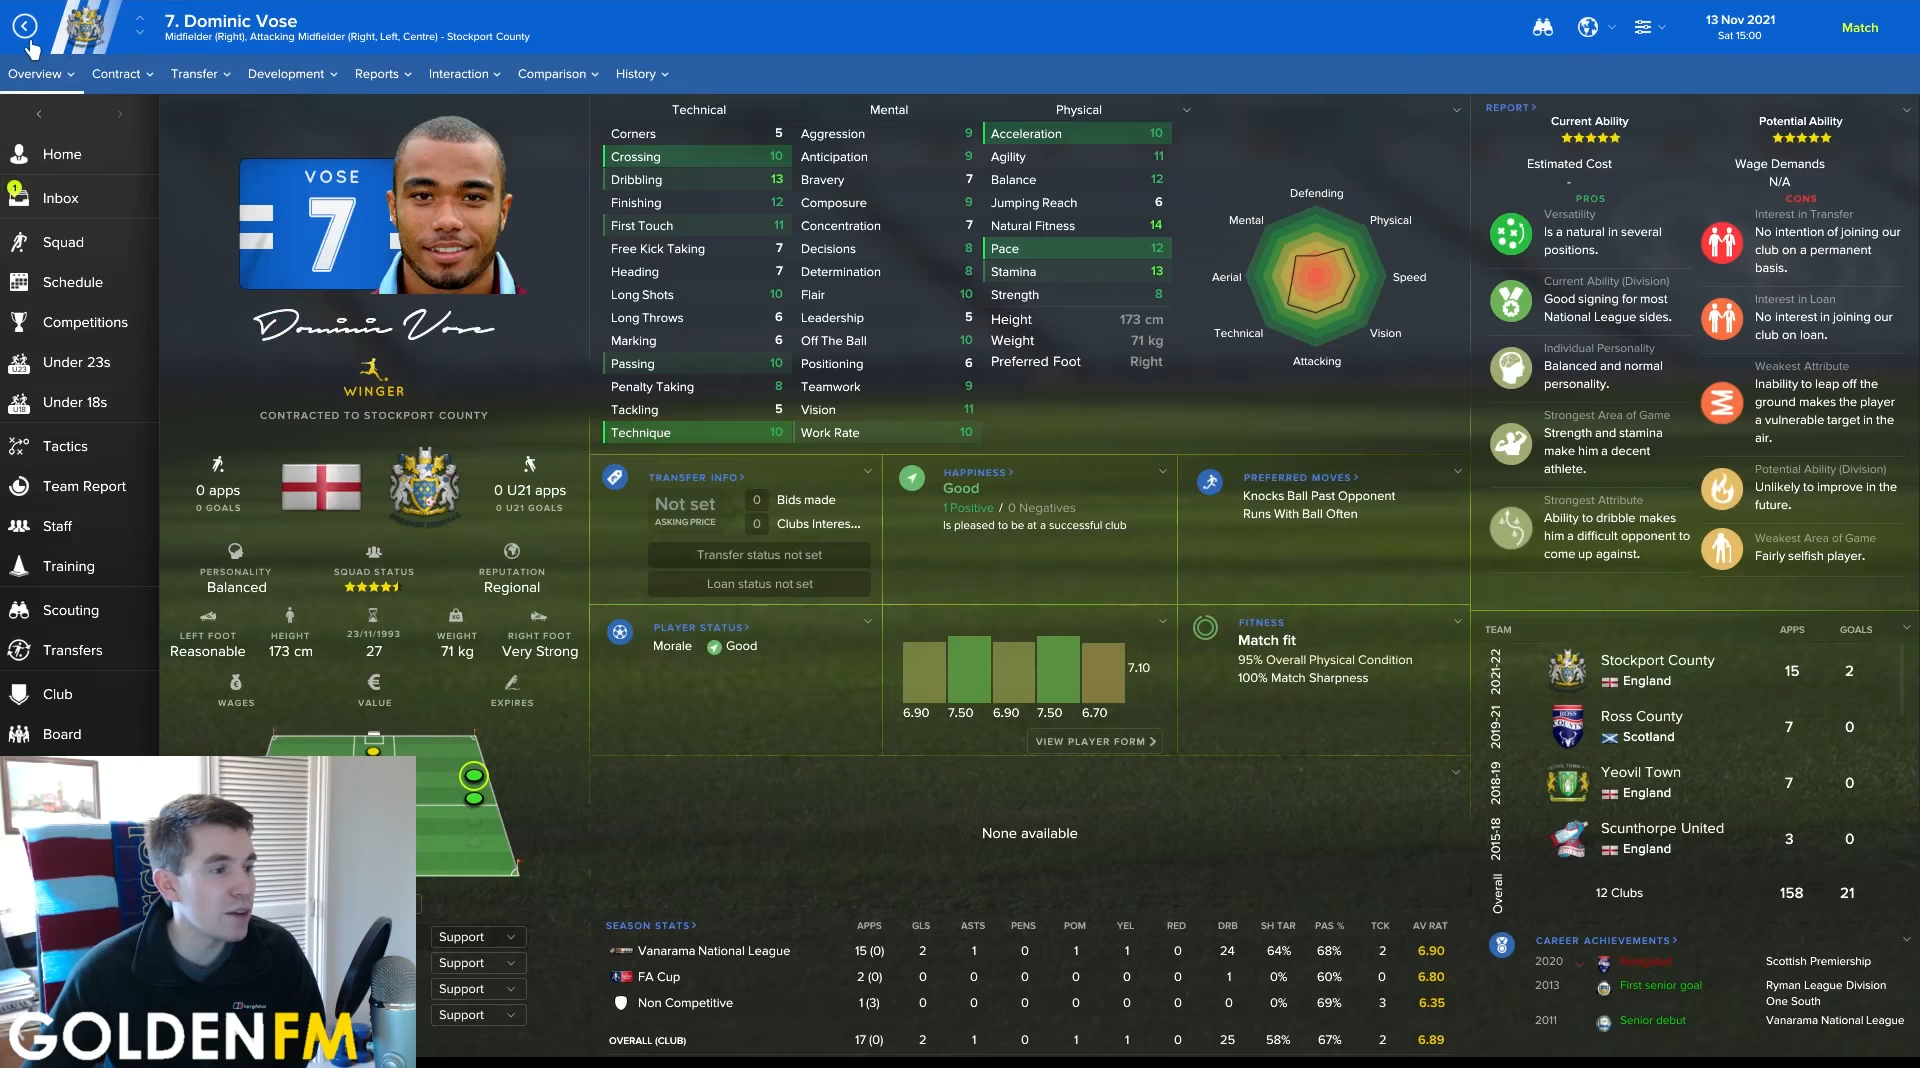 7. Dominic Vose
Midfielder (Right), Attacking Midfielder (Right, Left, Centre) - Stockport County
13 Nov 2021
Sat 15:00
Match
Overview
Contract
Transfer
Development
Reports
Interaction
Comparison
History
Home
1
Inbox
Squad
Schedule
Competitions
U23
Under 23s
U18
Under 18s
Tactics
Team Report
Staff
Training
Scouting
Transfers
Club
Board
VOSE
7
Dominic Vose
WINGER
CONTRACTED TO STOCKPORT COUNTY
0 apps
0 GOALS
0 U21 apps
0 U21 GOALS
PERSONALITY
Balanced
SQUAD STATUS
REPUTATION
Regional
LEFT FOOT
Reasonable
HEIGHT
173 cm
23/11/1993
27
WEIGHT
71 kg
RIGHT FOOT
Very Strong
WAGES
VALUE
EXPIRES
Technical
Corners 5
Crossing 10
Dribbling 13
Finishing 12
First Touch 11
Free Kick Taking 7
Heading 7
Long Shots 10
Long Throws 6
Marking 6
Passing 10
Penalty Taking 8
Tackling 5
Technique 10
Mental
Aggression 9
Anticipation 9
Bravery 7
Composure 9
Concentration 7
Decisions 8
Determination 8
Flair 10
Leadership 5
Off The Ball 10
Positioning 6
Teamwork 9
Vision 11
Work Rate 10
Physical
Acceleration 10
Agility 11
Balance 12
Jumping Reach 6
Natural Fitness 14
Pace 12
Stamina 13
Strength 8
Height 173 cm
Weight 71 kg
Preferred Foot Right
Defending
Physical
Speed
Vision
Attacking
Technical
Aerial
Mental
REPORT>
Current Ability
Potential Ability
Estimated Cost
-
Wage Demands
N/A
PROS
Versatility
Is a natural in several
positions.
Current Ability (Division)
Good signing for most
National League sides.
Individual Personality
Balanced and normal
personality.
Strongest Area of Game
Strength and stamina
make him a decent
athlete.
Strongest Attribute
Ability to dribble makes
him a difficult opponent to
come up against.
CONS
Interest in Transfer
No intention of joining our
club on a permanent
basis.
Interest in Loan
No interest in joining our
club on loan.
Weakest Attribute
Inability to leap off the
ground makes the player
a vulnerable target in the
air.
Potential Ability (Division)
Unlikely to improve in the
future.
Weakest Area of Game
Fairly selfish player.
TRANSFER INFO>
Not set
ASKING PRICE
0 Bids made
0 Clubs Interes...
Transfer status not set
Loan status not set
HAPPINESS>
Good
1 Positive / 0 Negatives
Is pleased to be at a successful club
PREFERRED MOVES>
Knocks Ball Past Opponent
Runs With Ball Often
PLAYER STATUS>
Morale Good
7.10
6.90 7.50 6.90 7.50 6.70
VIEW PLAYER FORM >
FITNESS
Match fit
95% Overall Physical Condition
100% Match Sharpness
None available
TEAM APPS GOALS
2021-22 Stockport County England 15 2
2019-21 Ross County Scotland 7 0
2018-19 Yeovil Town England 7 0
2015-18 Scunthorpe United England 3 0
Overall 12 Clubs 158 21
SEASON STATS> APPS GLS ASTS PENS POM YEL RED DRB SH TAR PAS % TCK AV RAT
Vanarama National League 15 (0) 2 1 0 1 1 0 24 64% 68% 2 6.90
FA Cup 2 (0) 0 0 0 0 0 0 1 0% 60% 0 6.80
Non Competitive 1 (3) 0 0 0 0 0 0 0 0% 69% 3 6.35
OVERALL (CLUB) 17 (0) 2 1 0 1 1 0 25 58% 67% 2 6.89
CAREER ACHIEVEMENTS>
2020 Scottish Premiership
2013 First senior goal Ryman League Division
One South
2011 Senior debut Vanarama National League
Support
Support
Support
Support
GOLDENFM